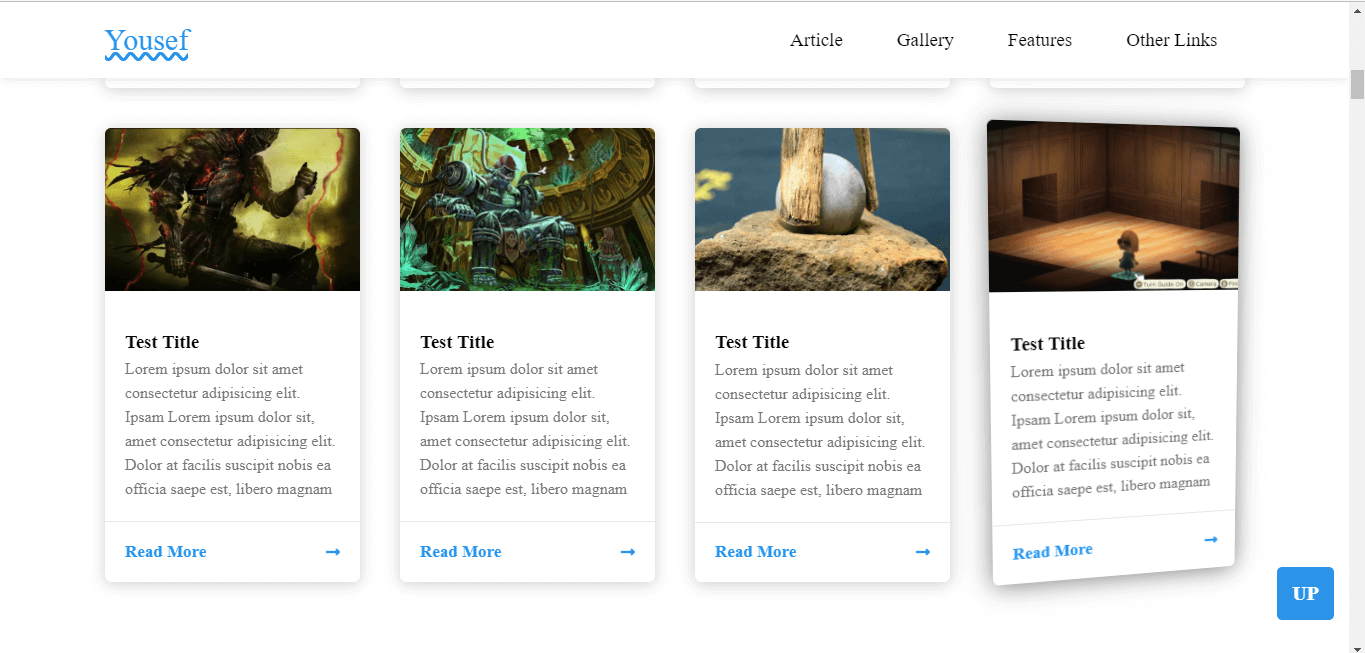 Yousef
Article
Gallery
Features
Other Links
Turn Guide On
Camera
Test Title
Lorem ipsum dolor sit amet
consectetur adipisicing elit.
Ipsam Lorem ipsum dolor sit,
amet consectetur adipisicing elit.
Dolor at facilis suscipit nobis ea
officia saepe est, libero magnam
Read More
Test Title
Lorem ipsum dolor sit amet
consectetur adipisicing elit.
Ipsam Lorem ipsum dolor sit,
amet consectetur adipisicing elit.
Dolor at facilis suscipit nobis ea
officia saepe est, libero magnam
Read More
Test Title
Lorem ipsum dolor sit amet
consectetur adipisicing elit.
Ipsam Lorem ipsum dolor sit,
amet consectetur adipisicing elit.
Dolor at facilis suscipit nobis ea
officia saepe est, libero magnam
Read More
Test Title
Lorem ipsum dolor sit amet
consectetur adipisicing elit.
Ipsam Lorem ipsum dolor sit,
amet consectetur adipisicing elit.
Dolor at facilis suscipit nobis ea
officia saepe est, libero magnam
Read More
UP